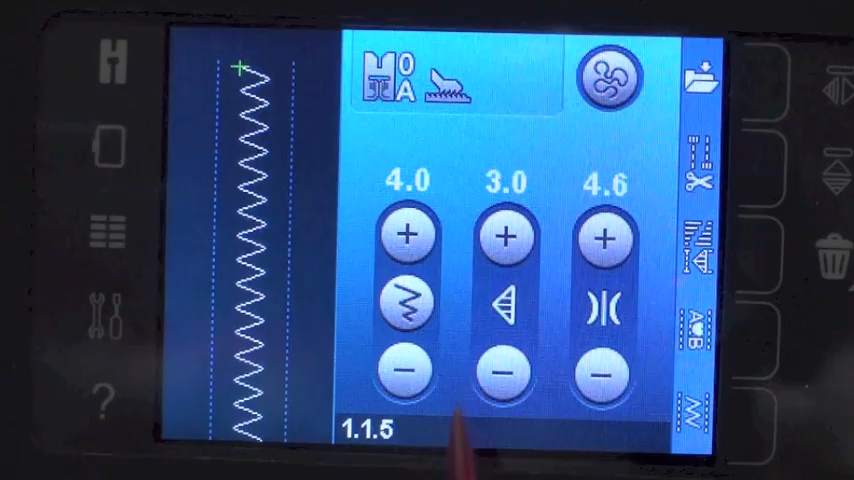 0
A
4.0 3.0 4.6
+ + +
− − −
1.1.5
A B
?